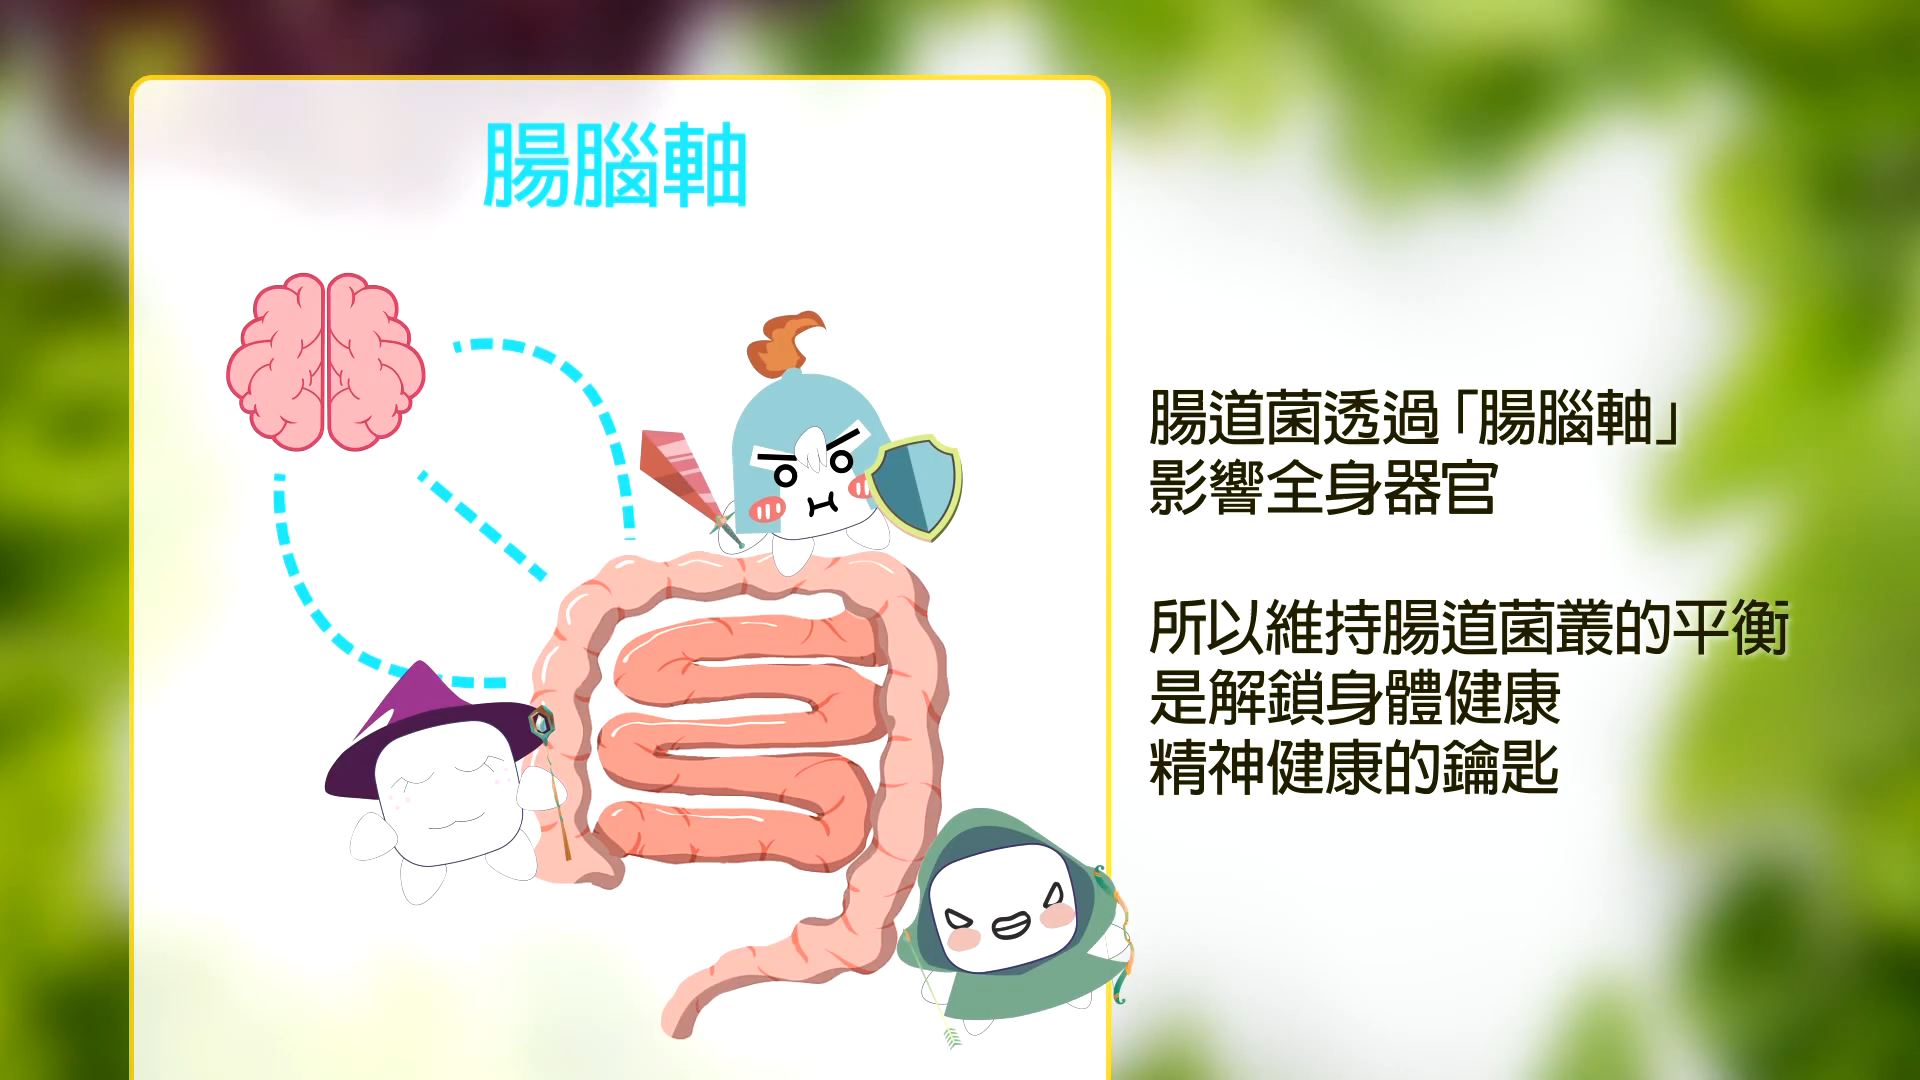 腸腦軸
腸道菌透過「腸腦軸」
影響全身器官
所以維持腸道菌叢的平衡
是解鎖身體健康
精神健康的鑰匙